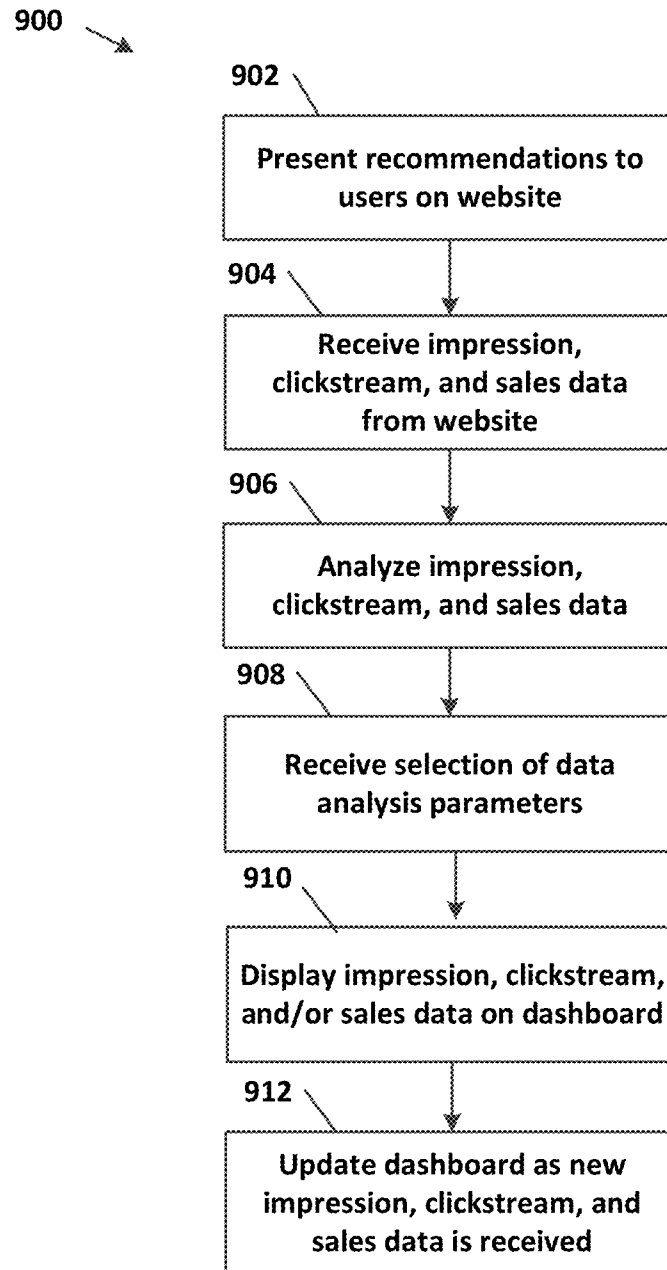 900
902
Present recommendations to
users on website
904
Receive impression,
clickstream, and sales data
from website
906
Analyze impression,
clickstream, and sales data
908
Receive selection of data
analysis parameters
910
Display impression, clickstream,
and/or sales data on dashboard
912
Update dashboard as new
impression, clickstream, and
sales data is received